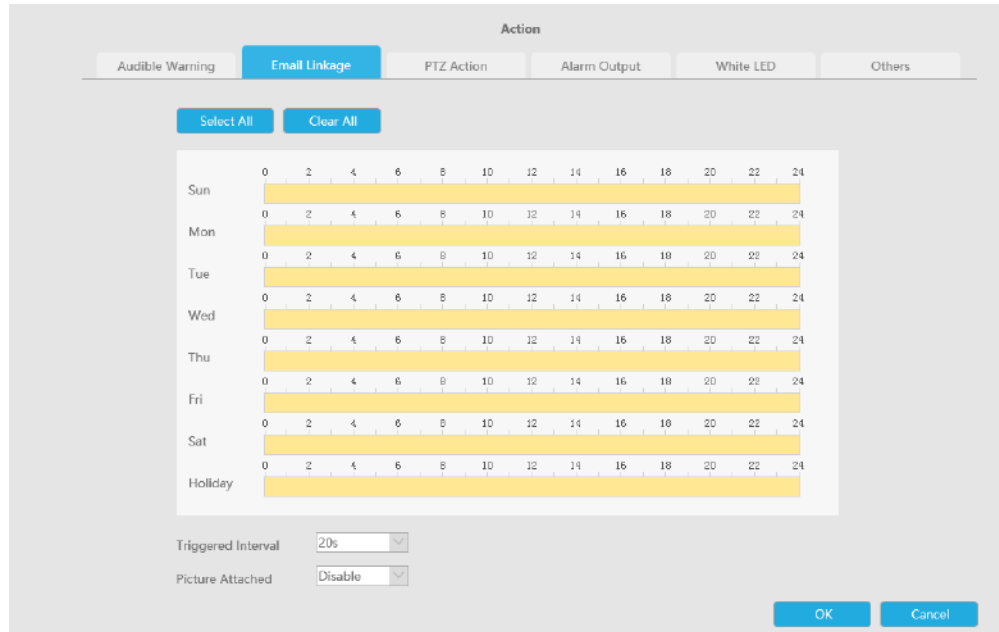 Action
Audible Warning Email Linkage PTZ Action Alarm Output White LED Others
Select All Clear All
0 2 4 6 8 10 12 14 16 18 20 22 24
Sun
0 2 4 6 8 10 12 14 16 18 20 22 24
Mon
0 2 4 6 8 10 12 14 16 18 20 22 24
Tue
0 2 4 6 8 10 12 14 16 18 20 22 24
Wed
0 2 4 6 8 10 12 14 16 18 20 22 24
Thu
0 2 4 6 8 10 12 14 16 18 20 22 24
Fri
0 2 4 6 8 10 12 14 16 18 20 22 24
Sat
0 2 4 6 8 10 12 14 16 18 20 22 24
Holiday
Triggered Interval 20s
Picture Attached Disable
OK Cancel